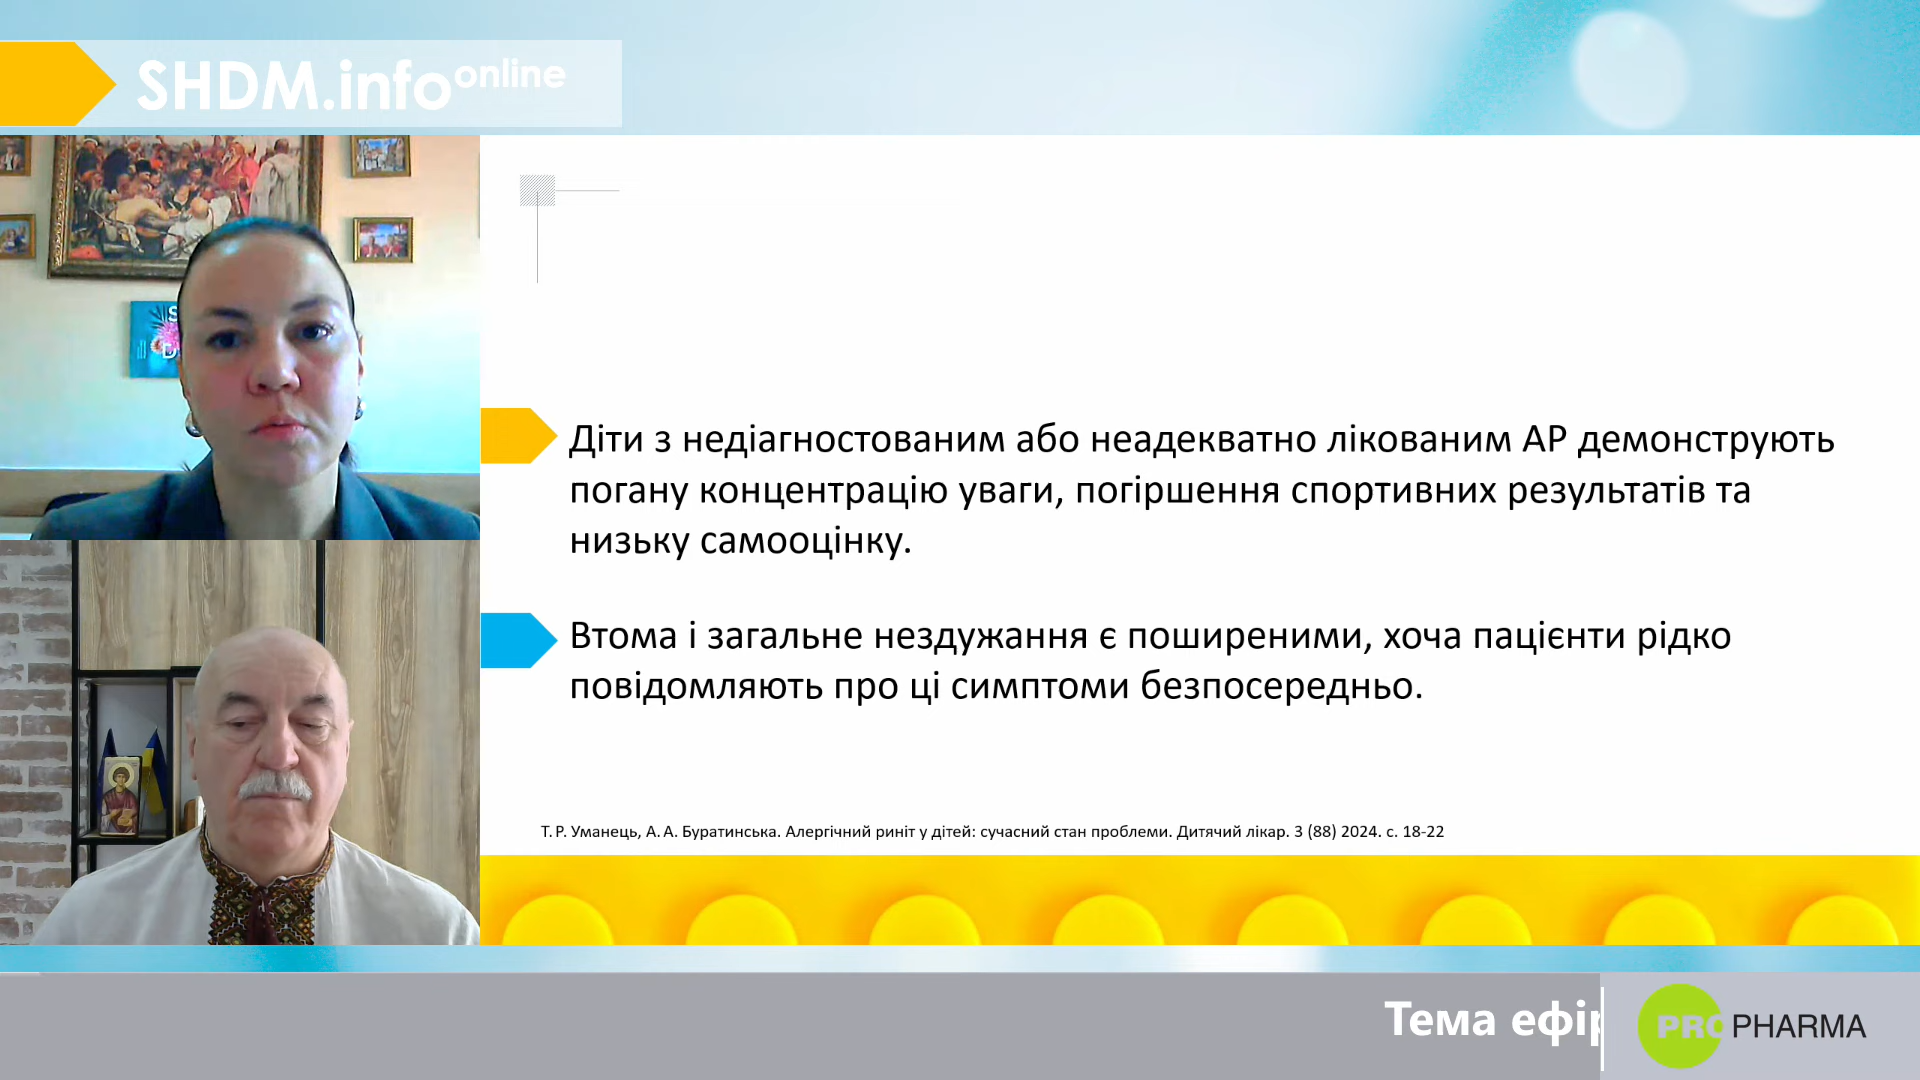 SHDM.info online
Діти з недіагностованим або неадекватно лікованим АР демонструють
погану концентрацію уваги, погіршення спортивних результатів та
низьку самооцінку.
Втома і загальне нездужання є поширеними, хоча пацієнти рідко
повідомляють про ці симптоми безпосередньо.
Т. Р. Уманець, А. А. Буратинська. Алергічний риніт у дітей: сучасний стан проблеми. Дитячий лікар. 3 (88) 2024. с. 18-22
Тема ефір
PRO PHARMA